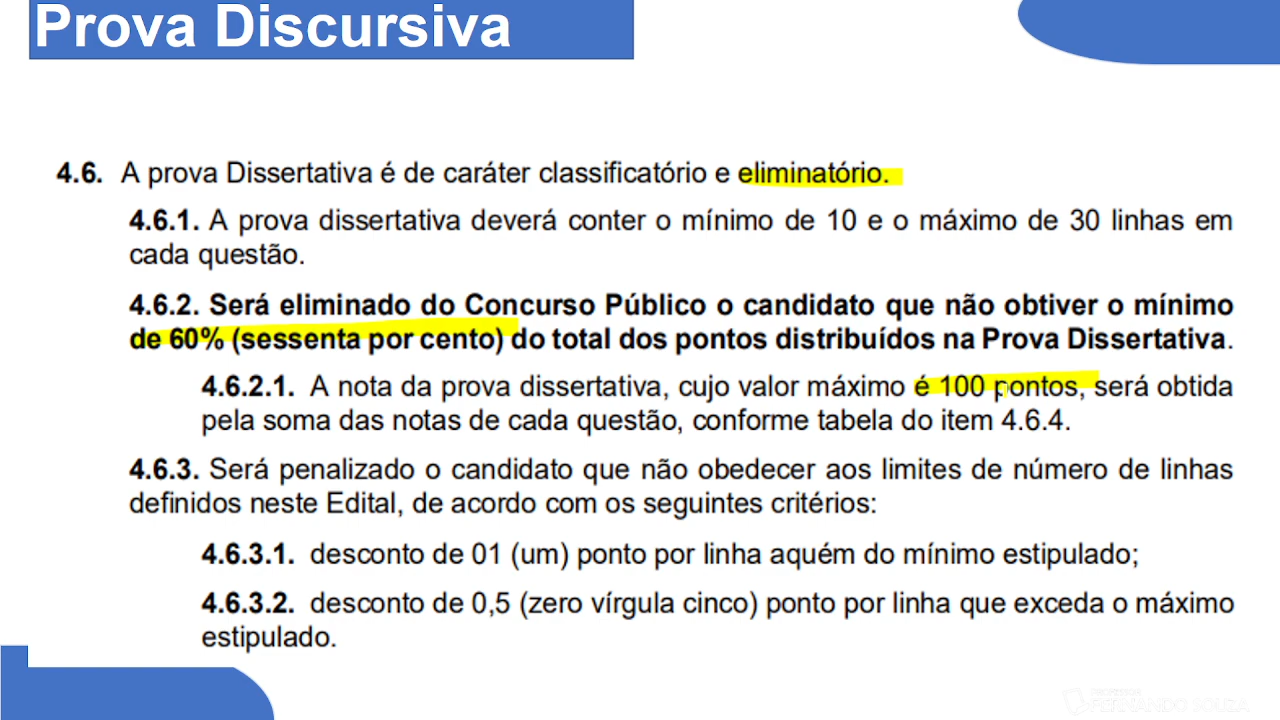 Prova Discursiva
4.6. A prova Dissertativa é de caráter classificatório e eliminatório.
4.6.1. A prova dissertativa deverá conter o mínimo de 10 e o máximo de 30 linhas em
cada questão.
4.6.2. Será eliminado do Concurso Público o candidato que não obtiver o mínimo
de 60% (sessenta por cento) do total dos pontos distribuídos na Prova Dissertativa.
4.6.2.1. A nota da prova dissertativa, cujo valor máximo é 100 pontos, será obtida
pela soma das notas de cada questão, conforme tabela do item 4.6.4.
4.6.3. Será penalizado o candidato que não obedecer aos limites de número de linhas
definidos neste Edital, de acordo com os seguintes critérios:
4.6.3.1. desconto de 01 (um) ponto por linha aquém do mínimo estipulado;
4.6.3.2. desconto de 0,5 (zero vírgula cinco) ponto por linha que exceda o máximo
estipulado.
PROFESSOR
FERNANDO SOUZA